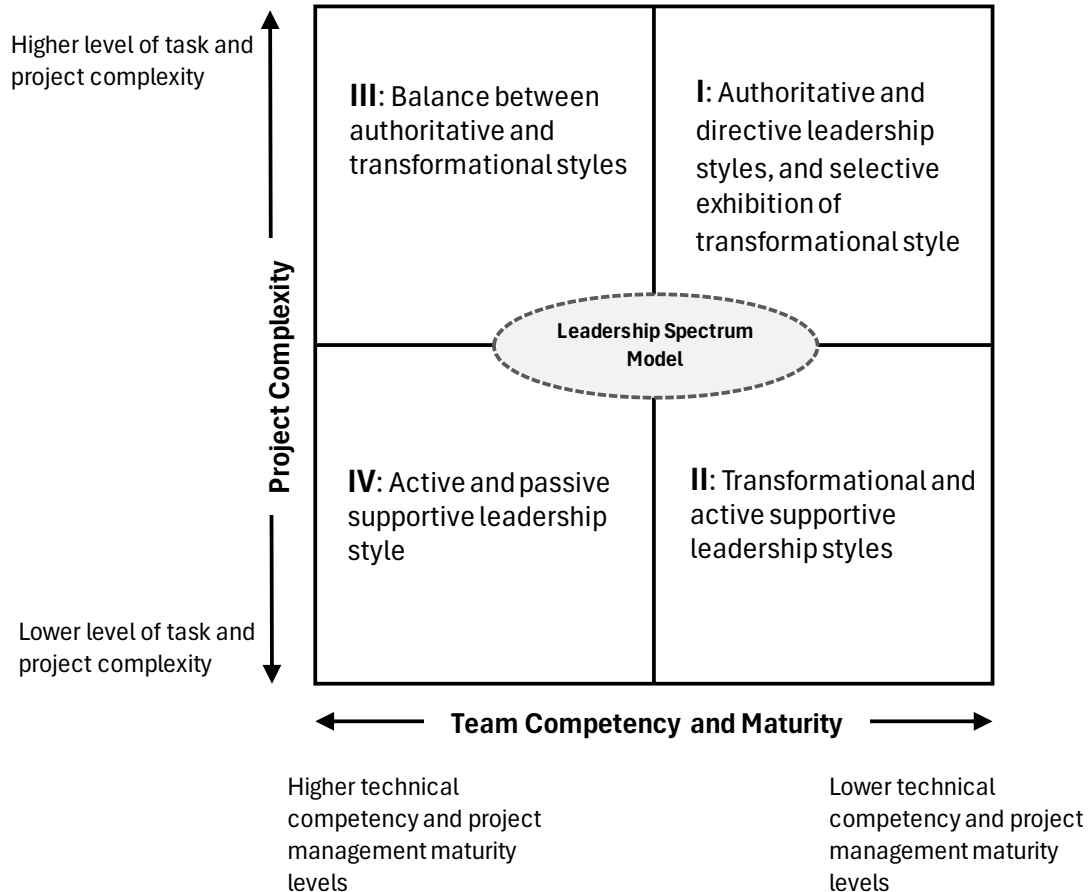 Higher level of task and
project complexity
III: Balance between
authoritative and
transformational styles
I: Authoritative and
directive leadership
styles, and selective
exhibition of
transformational style
Project Complexity
Leadership Spectrum
Model
IV: Active and passive
supportive leadership
style
II: Transformational and
active supportive
leadership styles
Lower level of task and
project complexity
Team Competency and Maturity
Higher technical
competency and project
management maturity
levels
Lower technical
competency and project
management maturity
levels